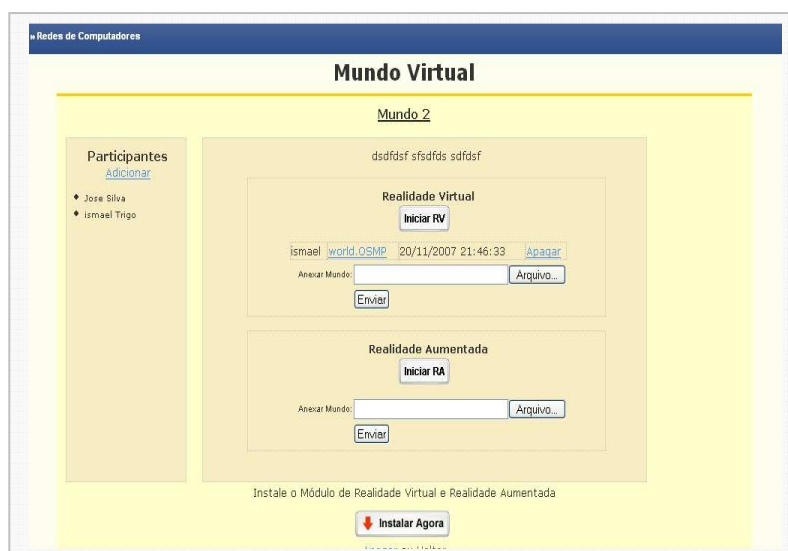 » Redes de Computadores
Mundo Virtual
Mundo 2
Participantes
Adicionar
♦ Jose Silva
♦ ismael Trigo
dsdfdsf sfsdfds sdfdsf
Realidade Virtual
Iniciar RV
ismael world.OSMP 20/11/2007 21:46:33 Apagar
Anexar Mundo: Arquivo...
Enviar
Realidade Aumentada
Iniciar RA
Anexar Mundo: Arquivo...
Enviar
Instale o Módulo de Realidade Virtual e Realidade Aumentada
Instalar Agora